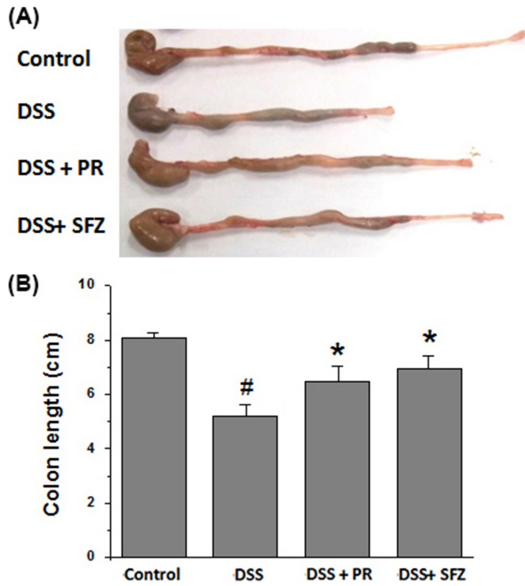 (A)
Control
DSS
DSS + PR
DSS+ SFZ
(B)
Colon length (cm)
10
8
6
4
2
0
#
*
*
Control
DSS
DSS + PR
DSS+ SFZ